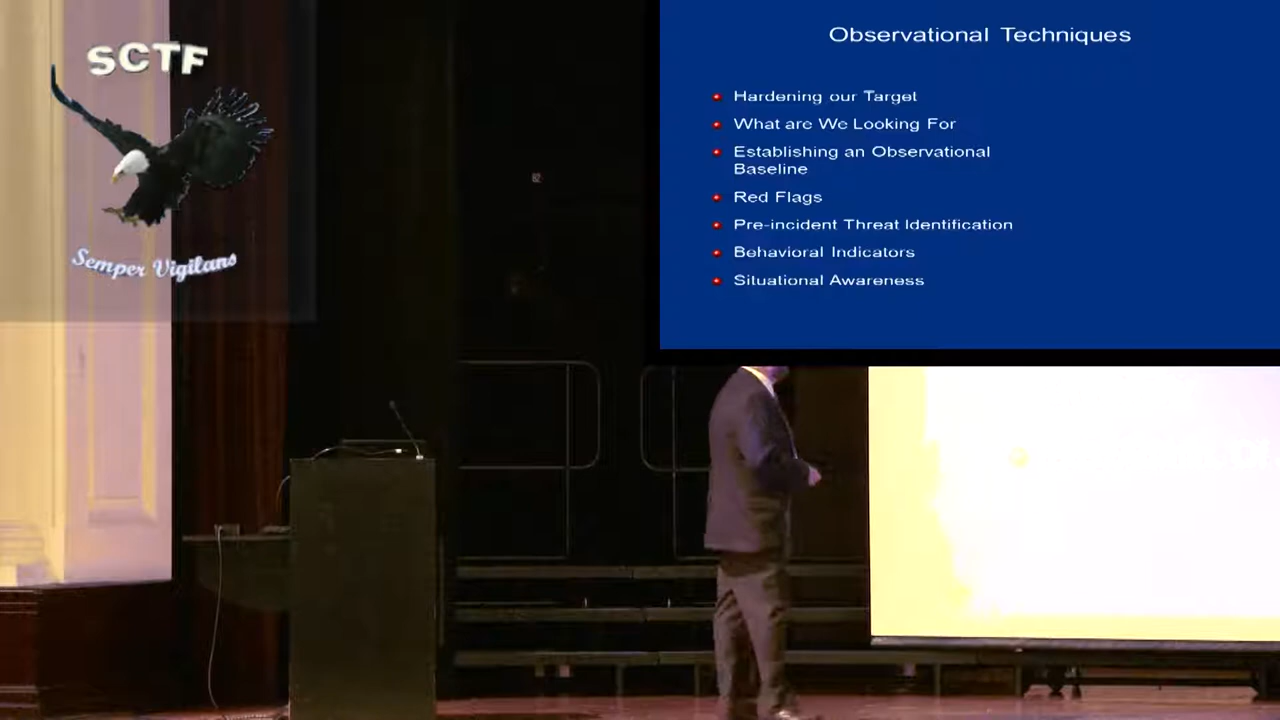 SCTF
Semper Vigilans
Observational Techniques
Hardening our Target
What are We Looking For
Establishing an Observational
Baseline
Red Flags
Pre-incident Threat Identification
Behavioral Indicators
Situational Awareness